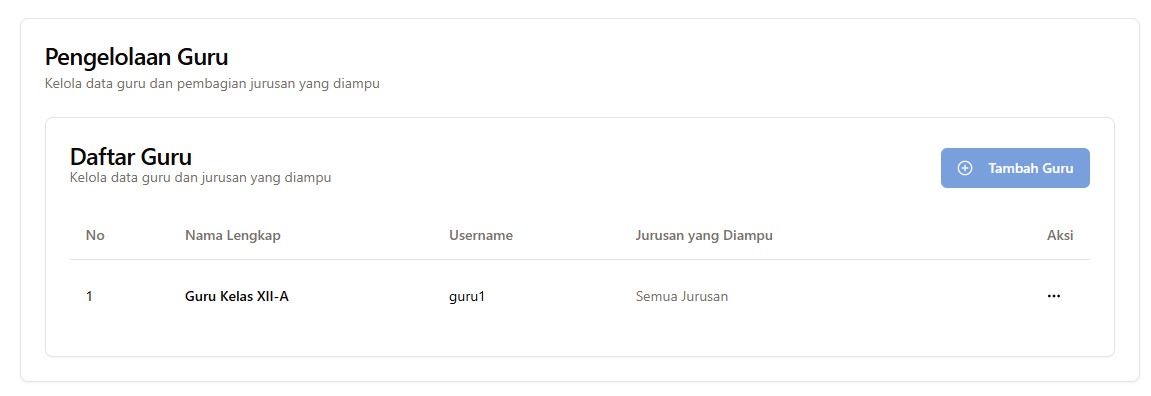 Pengelolaan Guru
Kelola data guru dan pembagian jurusan yang diampu
Daftar Guru
Kelola data guru dan jurusan yang diampu
Tambah Guru
No Nama Lengkap Username Jurusan yang Diampu Aksi
1 Guru Kelas XII-A guru1 Semua Jurusan ···